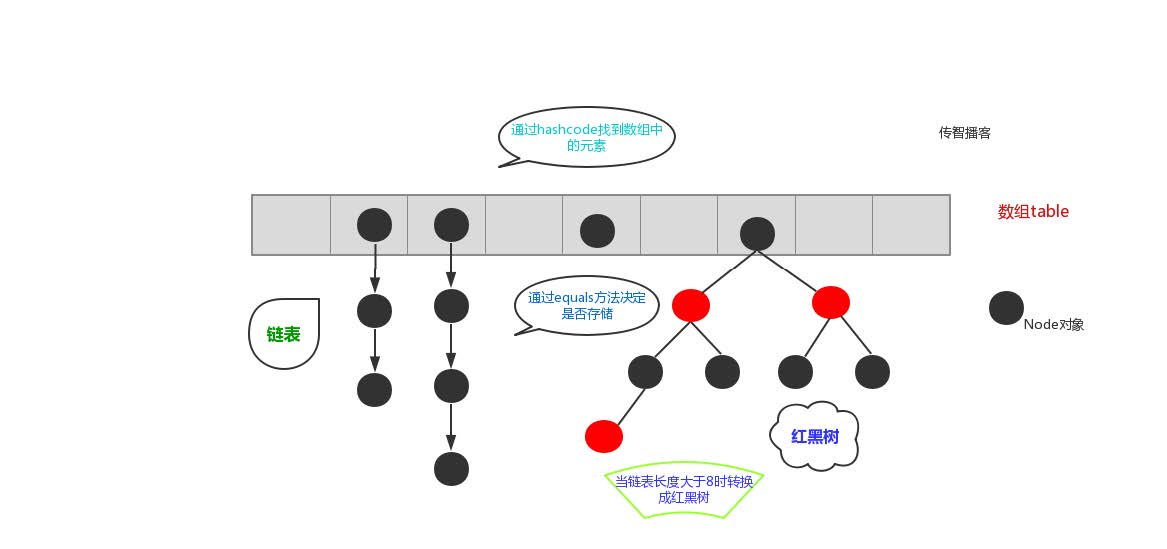 通过hashcode找到数组中
的元素
传智播客
数组table
通过equals方法决定
是否存储
链表
Node对象
红黑树
当链表长度大于8时转换
成红黑树